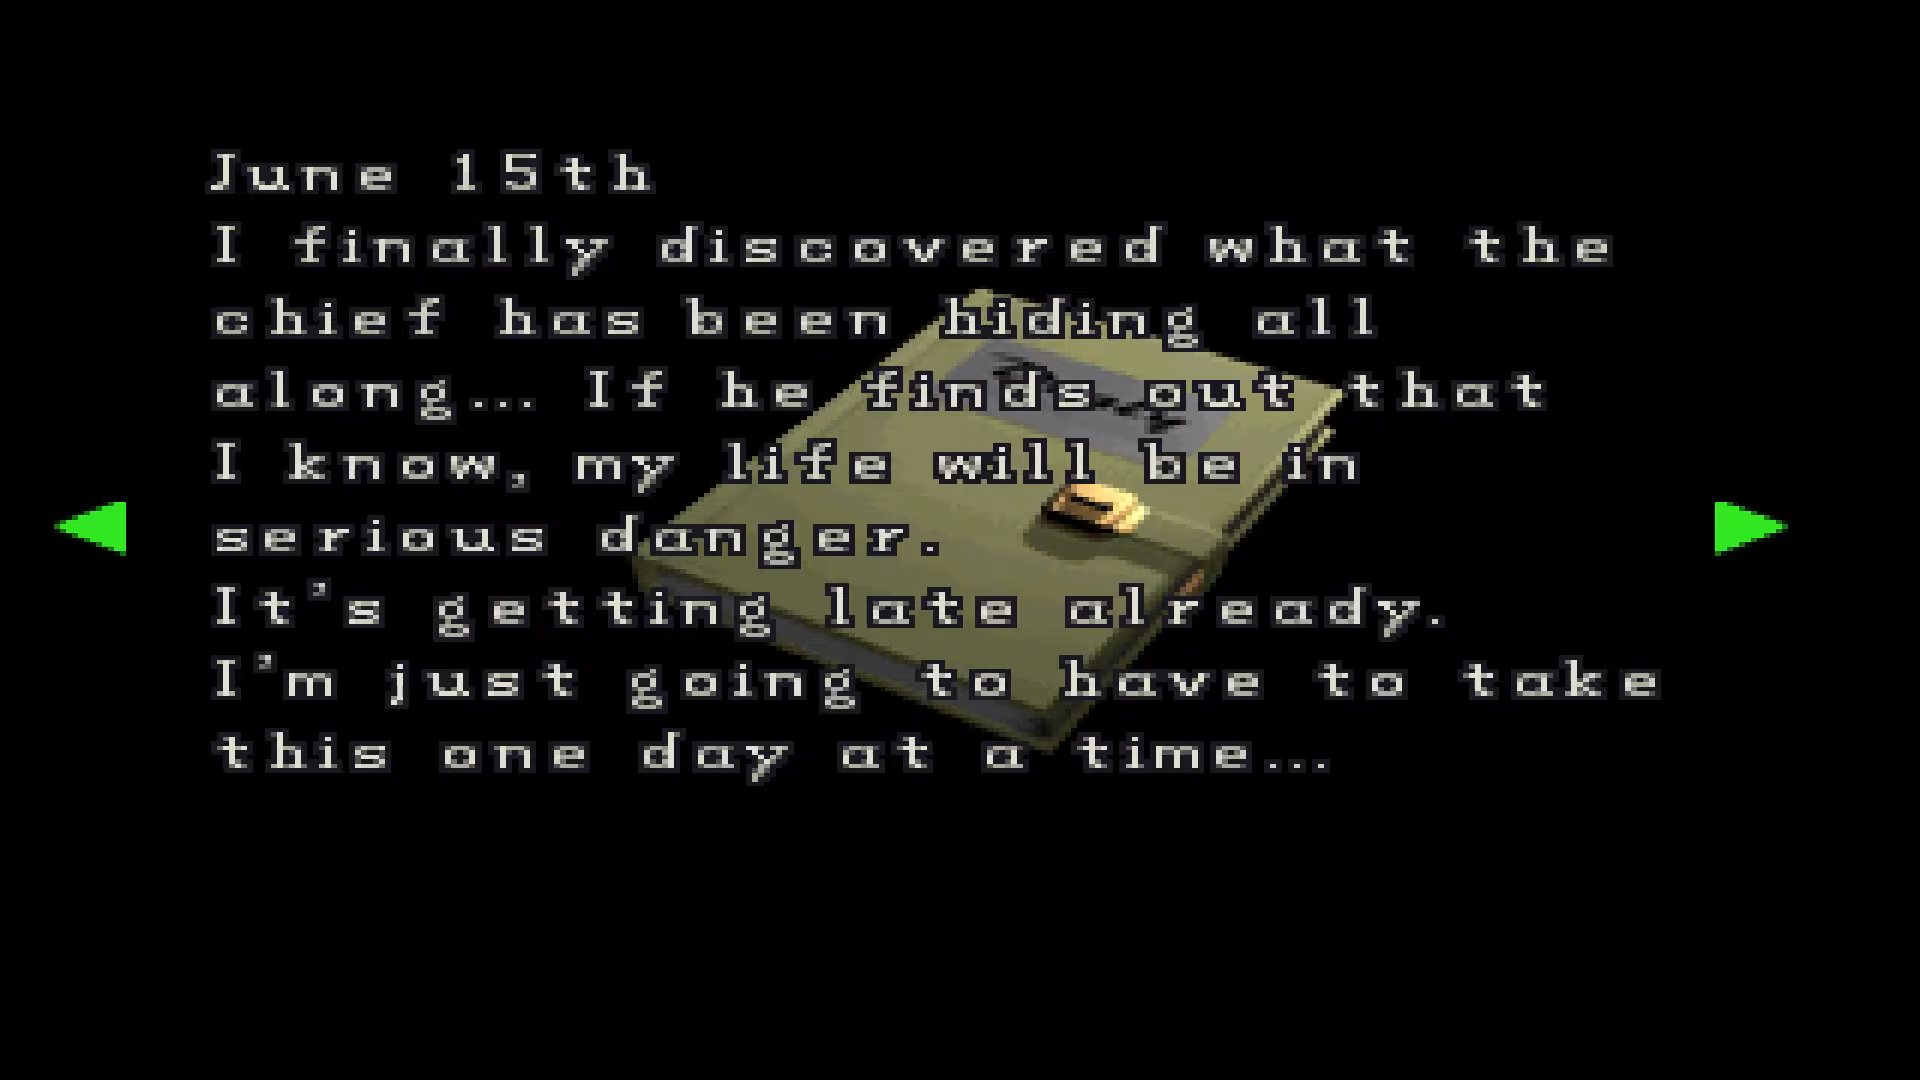 June 15th
I finally discovered what the
chief has been hiding all
along... If he finds out that
I know, my life will be in
serious danger.
It's getting late already.
I'm just going to have to take
this one day at a time...
Diary